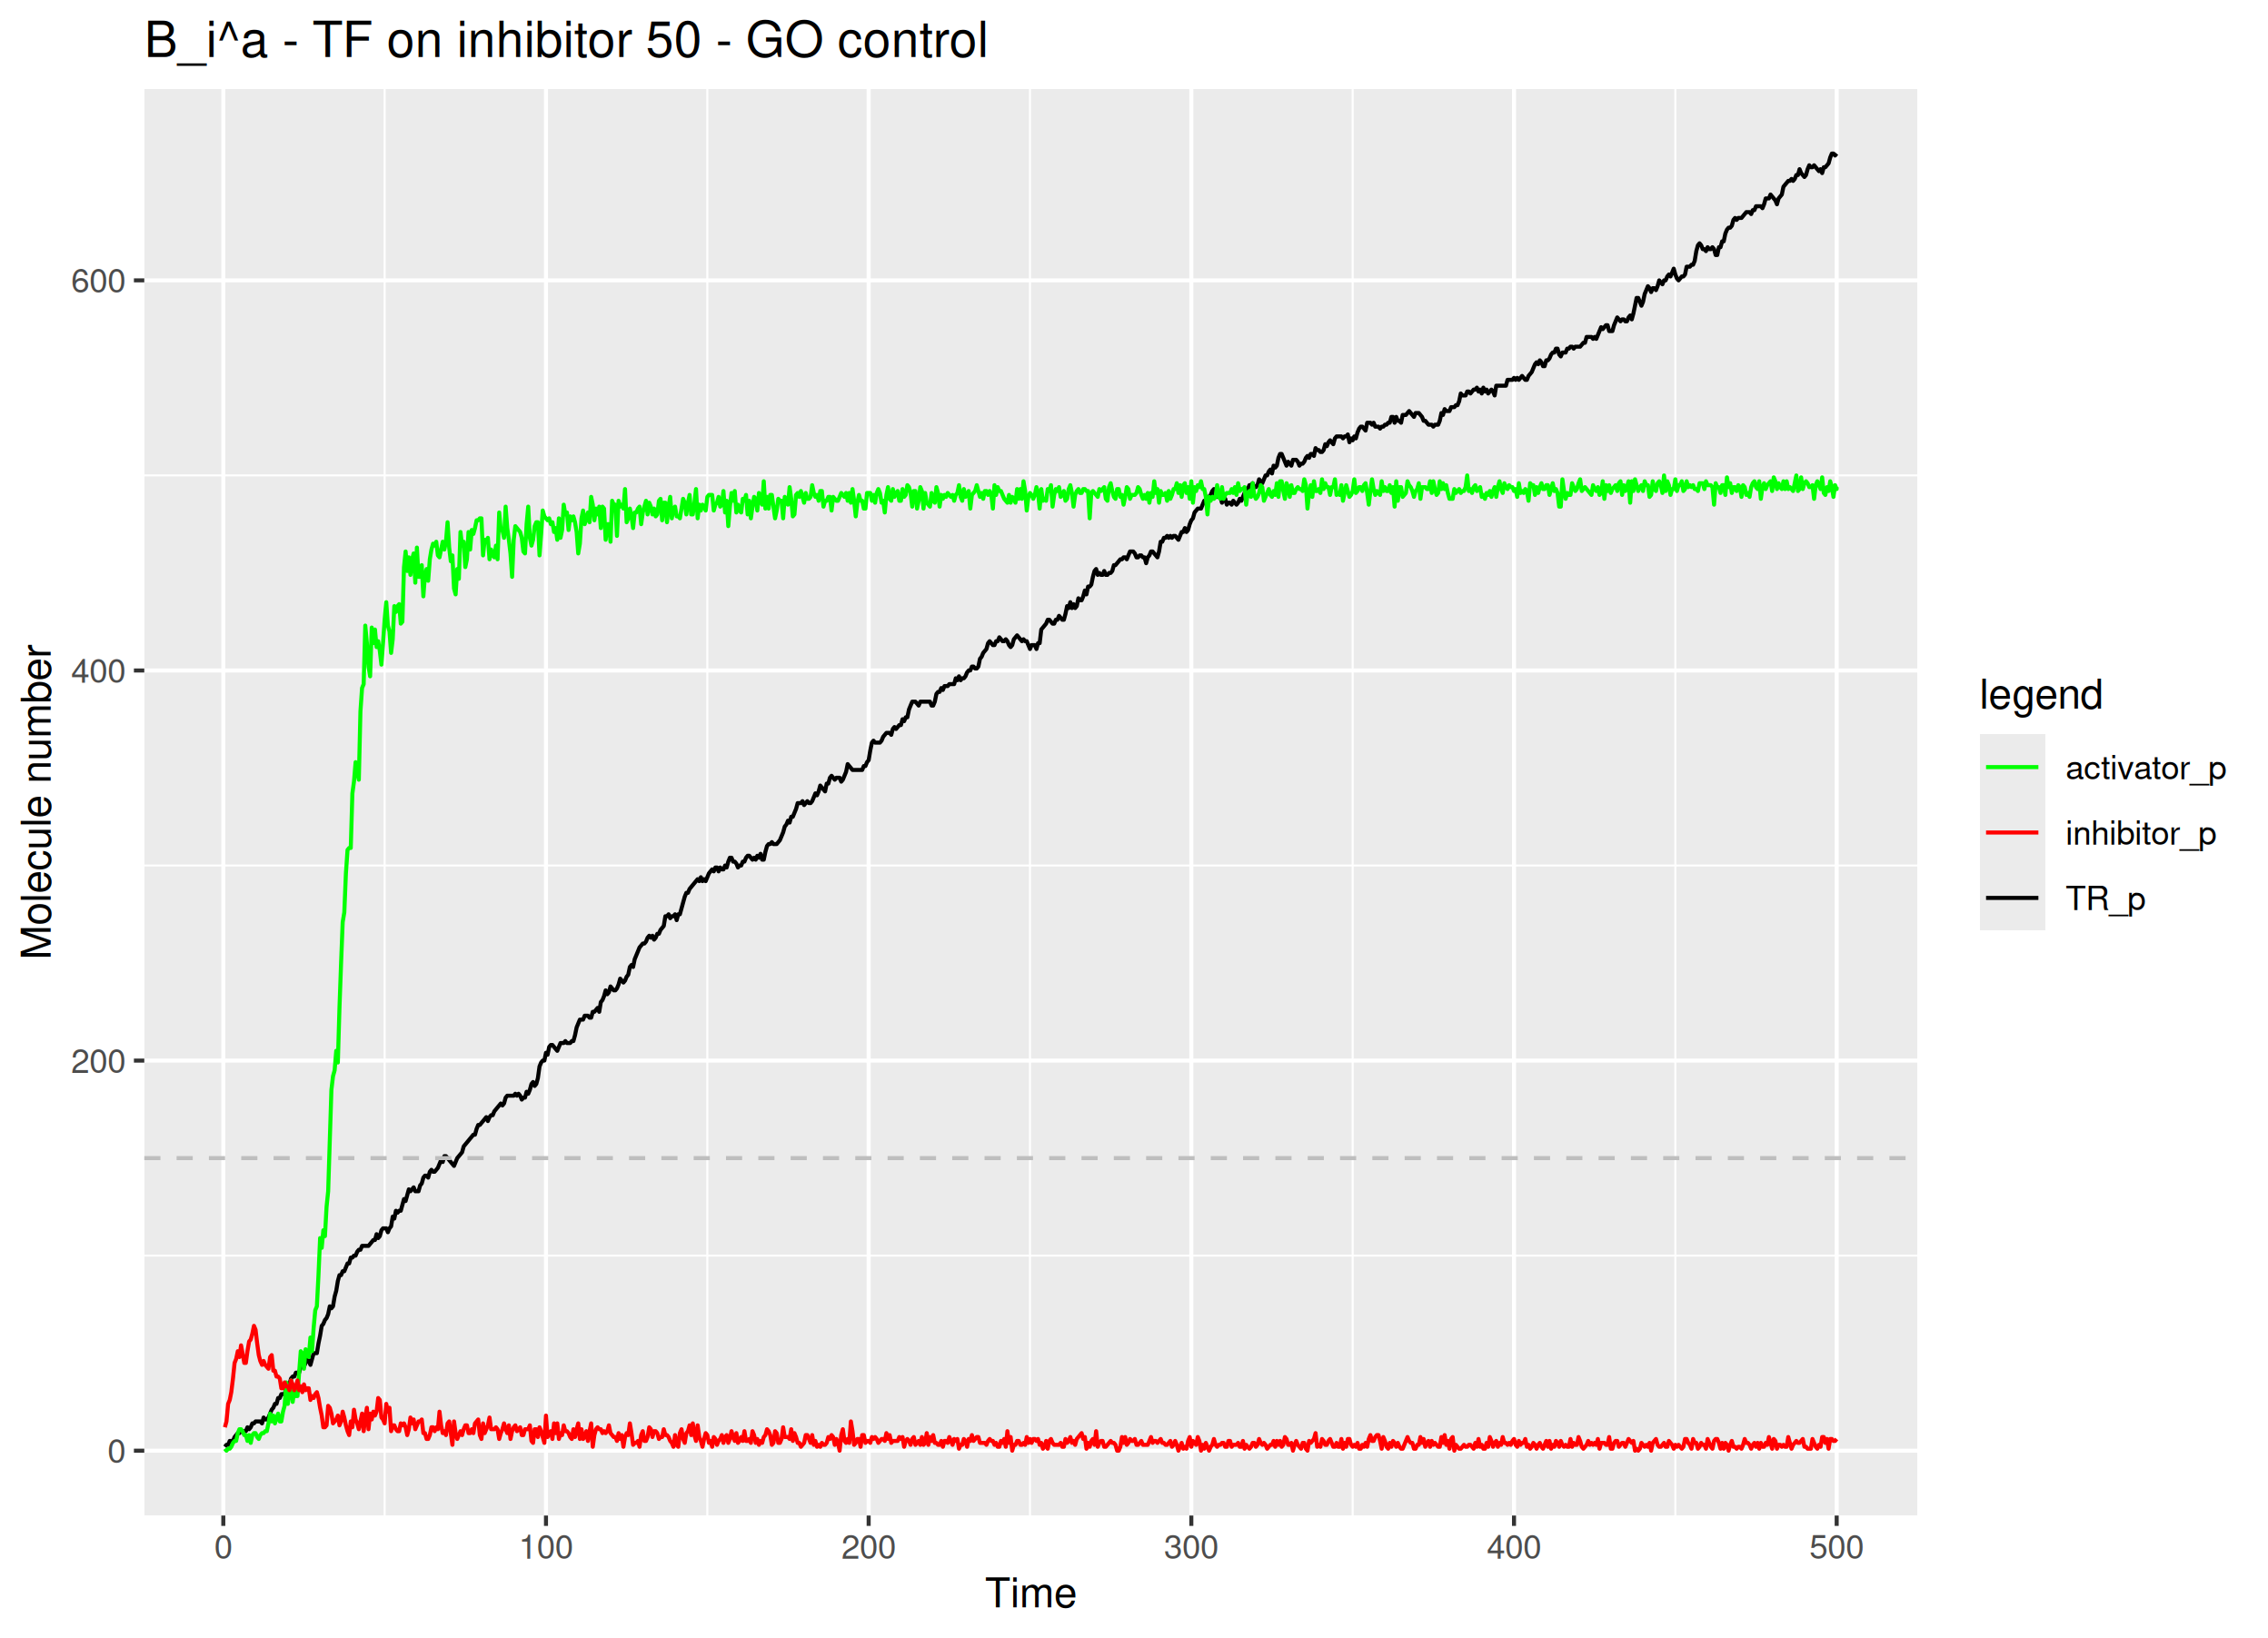 B_i^a - TF on inhibitor 50 - GO control
Molecule number
600
400
200
0
0 100 200 300 400 500
Time
legend
activator_p
inhibitor_p
TR_p